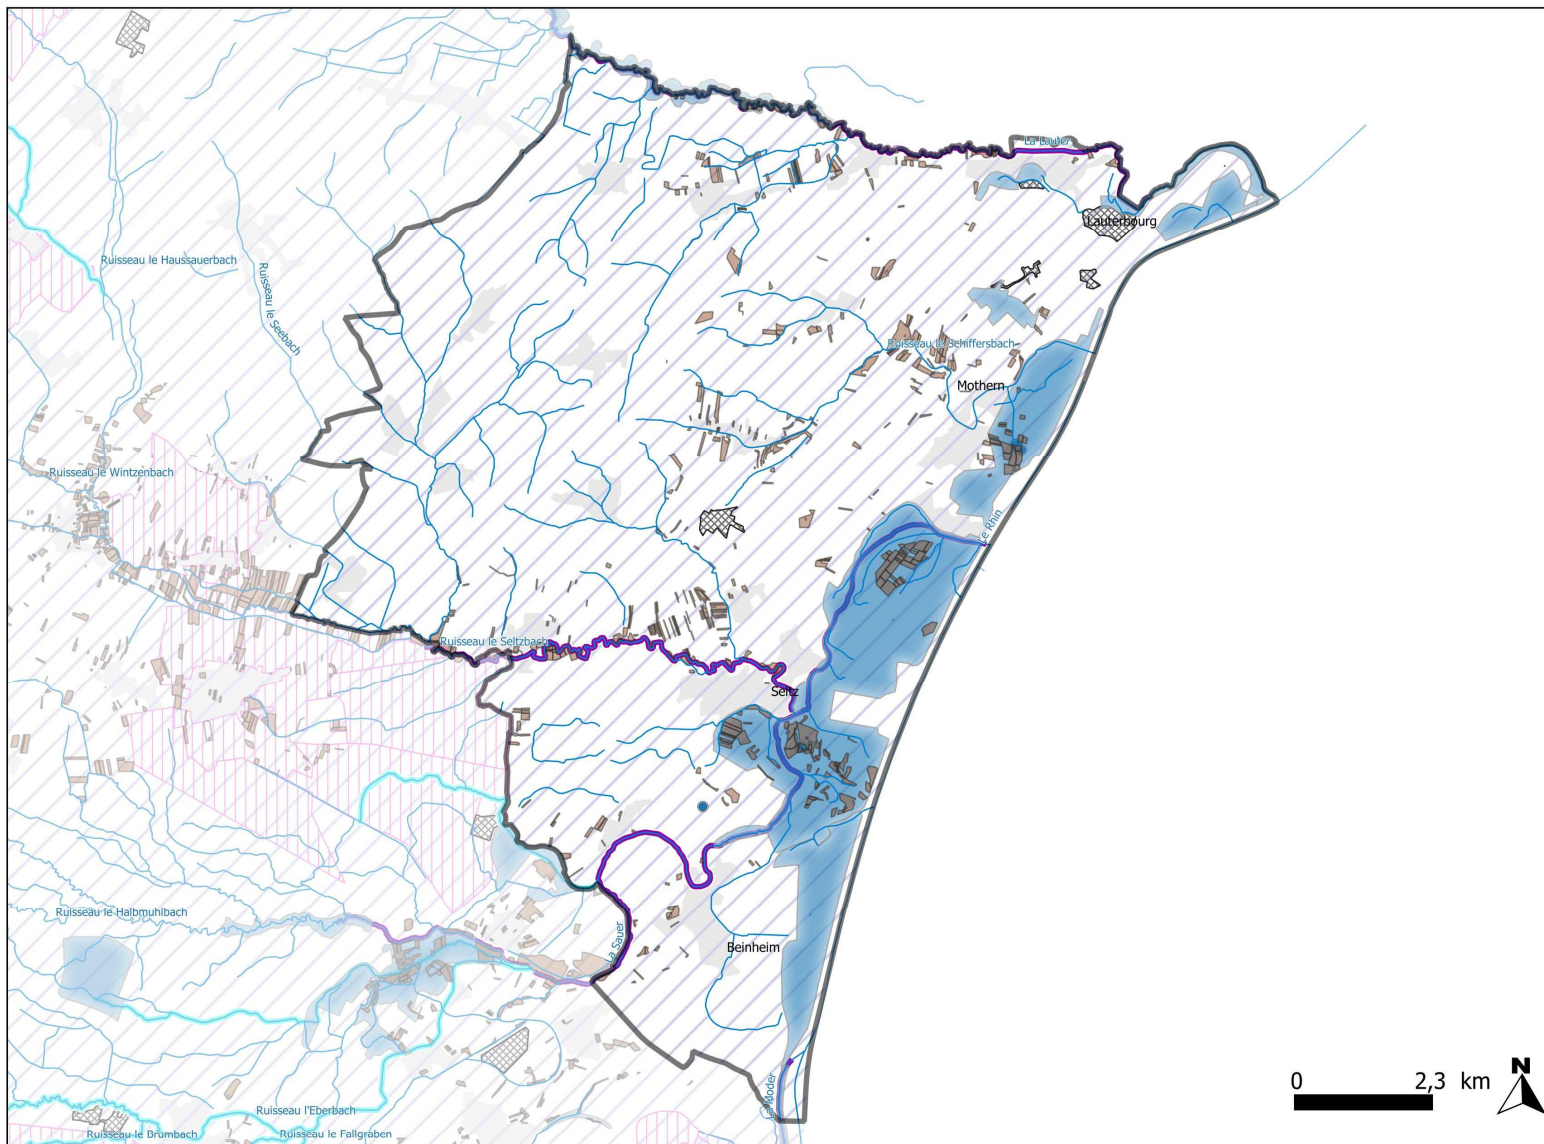 La Lauter
Lauterbourg
Ruisseau le Haussauerbach
Ruisseau le Seebach
Ruisseau le Schiffersbach
Mothern
Ruisseau le Wintzenbach
Le Rhin
Ruisseau le Seltzbach
Seltz
Ruisseau le Halbmuhlbach
La Sauer
Beinheim
La Moder
Ruisseau l'Eberbach
Ruisseau le Brumbach
Ruisseau le Fallgraben
0 2,3 km
N